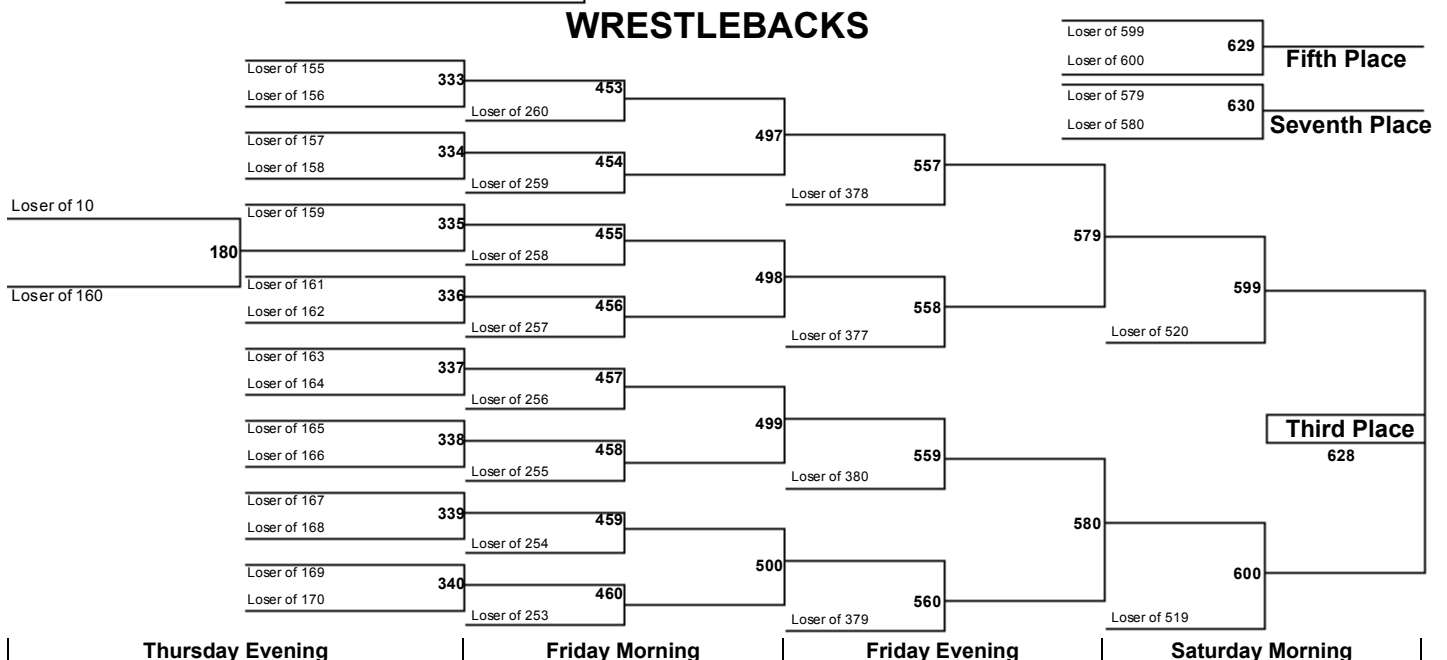 WRESTLEBACKS
Loser of 599
629
Loser of 600
Fifth Place
Loser of 579
630
Loser of 580
Seventh Place
Loser of 10
180
Loser of 160
Loser of 155
333
Loser of 156
Loser of 157
334
Loser of 158
Loser of 159
335
Loser of 161
336
Loser of 162
Loser of 163
337
Loser of 164
Loser of 165
338
Loser of 166
Loser of 167
339
Loser of 168
Loser of 169
340
Loser of 170
453
Loser of 260
454
Loser of 259
455
Loser of 258
456
Loser of 257
457
Loser of 256
458
Loser of 255
459
Loser of 254
460
Loser of 253
497
498
499
500
557
Loser of 378
558
Loser of 377
559
Loser of 380
560
Loser of 379
579
580
599
Loser of 520
600
Loser of 519
Third Place
628
Thursday Evening
Friday Morning
Friday Evening
Saturday Morning